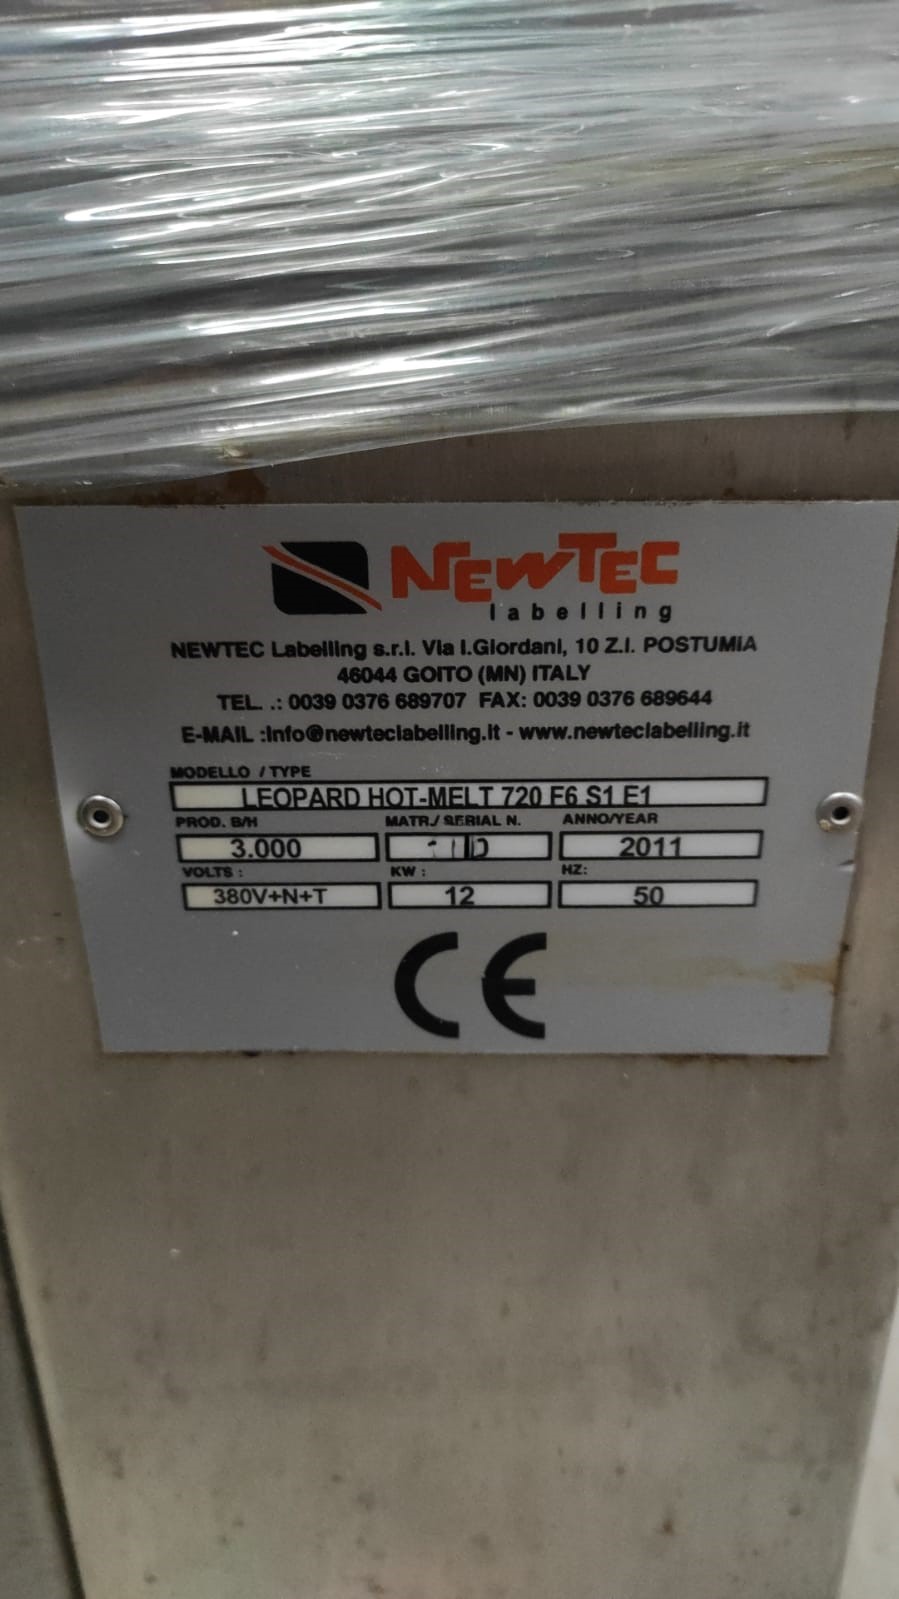 NEWTEC
labelling
NEWTEC Labelling s.r.l. Via I.Giordani, 10 Z.I. POSTUMIA
46044 GOITO (MN) ITALY
TEL. .: 0039 0376 689707 FAX: 0039 0376 689644
E-MAIL :info@newteclabelling.it - www.newteclabelling.it
MODELLO / TYPE
LEOPARD HOT-MELT 720 F6 S1 E1
PROD. B/H MATR./ SERIAL N. ANNO/YEAR
3.000 2011
VOLTS : KW : HZ:
380V+N+T 12 50
CE